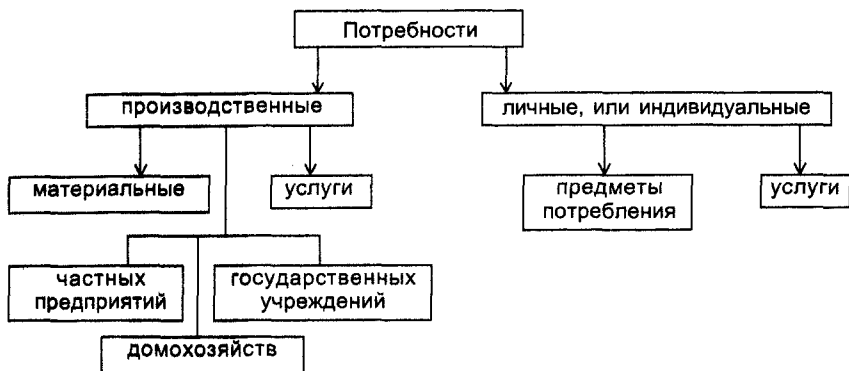 Потребности
производственные
личные, или индивидуальные
материальные
услуги
предметы
потребления
услуги
частных
предприятий
государственных
учреждений
домохозяйств